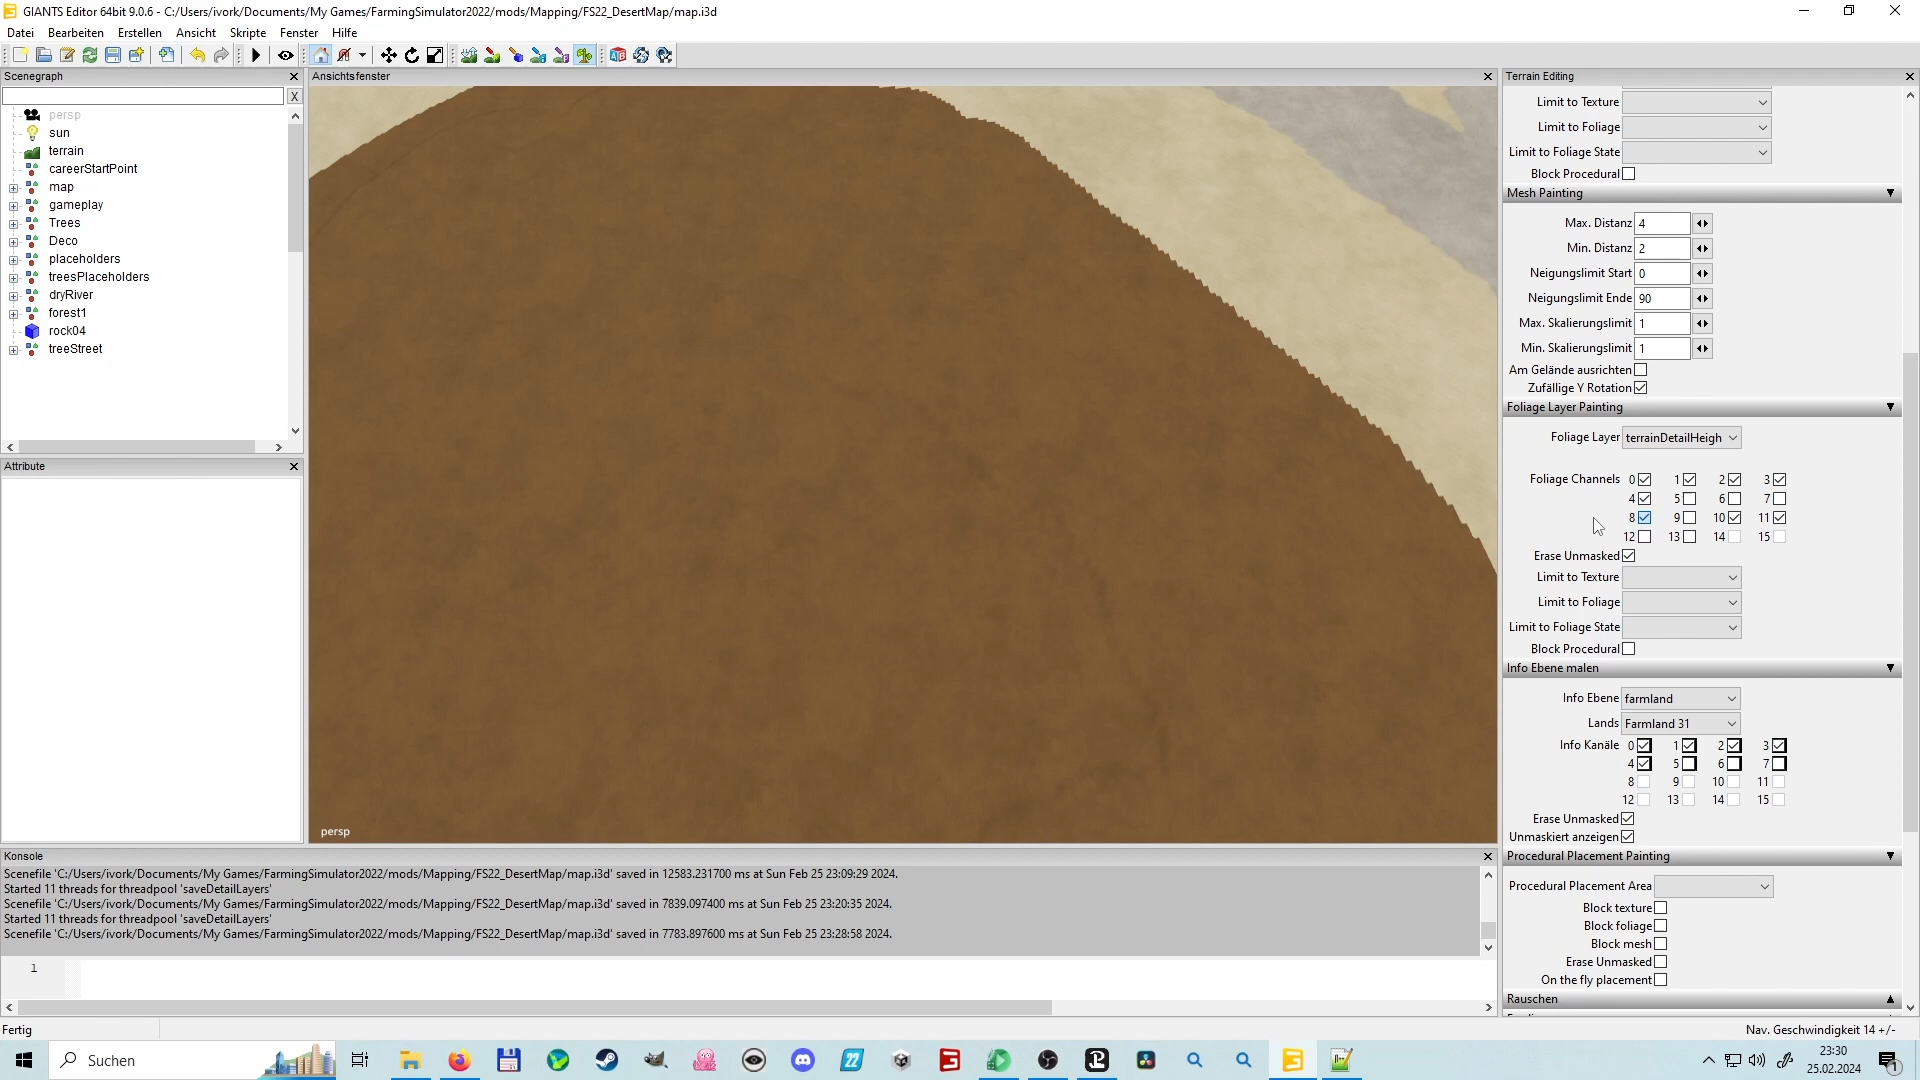 GIANTS Editor 64bit 9.0.6 - C:/Users/ivork/Documents/My Games/FarmingSimulator2022/mods/Mapping/FS22_DesertMap/map.i3d
Datei Bearbeiten Erstellen Ansicht Skripte Fenster Hilfe
Scenegraph
X
persp
sun
terrain
careerStartPoint
map
gameplay
Trees
Deco
placeholders
treesPlaceholders
dryRiver
forest1
rock04
treeStreet
Attribute
Ansichtsfenster
persp
Konsole
Scenefile 'C:/Users/ivork/Documents/My Games/FarmingSimulator2022/mods/Mapping/FS22_DesertMap/map.i3d' saved in 12583.231700 ms at Sun Feb 25 23:09:29 2024.
Started 11 threads for threadpool 'saveDetailLayers'
Scenefile 'C:/Users/ivork/Documents/My Games/FarmingSimulator2022/mods/Mapping/FS22_DesertMap/map.i3d' saved in 7839.097400 ms at Sun Feb 25 23:20:35 2024.
Started 11 threads for threadpool 'saveDetailLayers'
Scenefile 'C:/Users/ivork/Documents/My Games/FarmingSimulator2022/mods/Mapping/FS22_DesertMap/map.i3d' saved in 7783.897600 ms at Sun Feb 25 23:28:58 2024.
1
Terrain Editing
Limit to Texture
Limit to Foliage
Limit to Foliage State
Block Procedural
Mesh Painting
Max. Distanz 4
Min. Distanz 2
Neigungslimit Start 0
Neigungslimit Ende 90
Max. Skalierungslimit 1
Min. Skalierungslimit 1
Am Gelände ausrichten
Zufällige Y Rotation
Foliage Layer Painting
Foliage Layer terrainDetailHeigh
Foliage Channels 0 1 2 3
4 5 6 7
8 9 10 11
12 13 14 15
Erase Unmasked
Limit to Texture
Limit to Foliage
Limit to Foliage State
Block Procedural
Info Ebene malen
Info Ebene farmland
Lands Farmland 31
Info Kanäle 0 1 2 3
4 5 6 7
8 9 10 11
12 13 14 15
Erase Unmasked
Unmaskiert anzeigen
Procedural Placement Painting
Procedural Placement Area
Block texture
Block foliage
Block mesh
Erase Unmasked
On the fly placement
Rauschen
Fertig
Nav. Geschwindigkeit 14 +/-
Suchen
22
23:30
25.02.2024
1